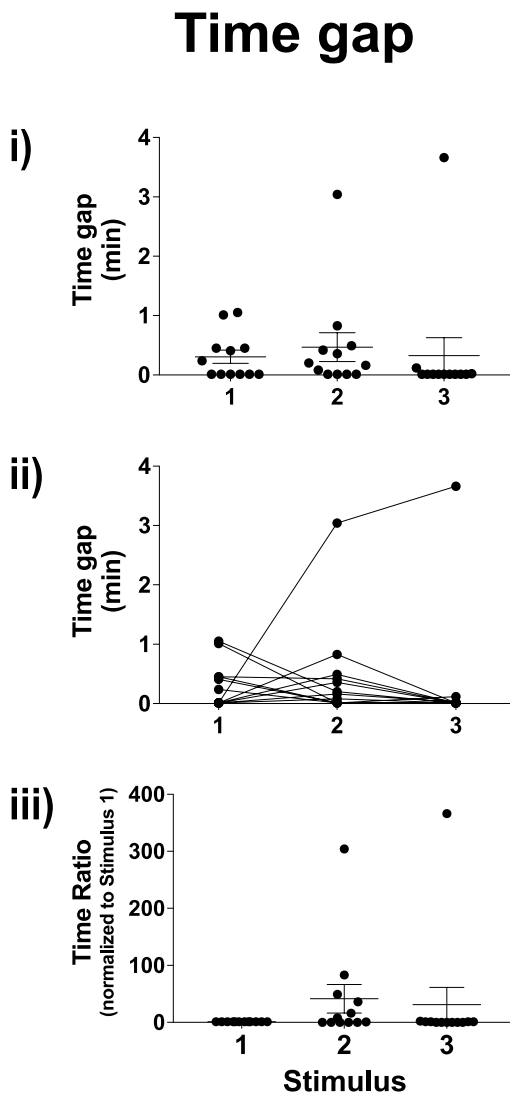 Time gap
i)
Time gap
(min)
4
3
2
1
0
1 2 3
ii)
Time gap
(min)
4
3
2
1
0
1 2 3
iii)
Time Ratio
(normalized to Stimulus 1)
400
300
200
100
0
1 2 3
Stimulus